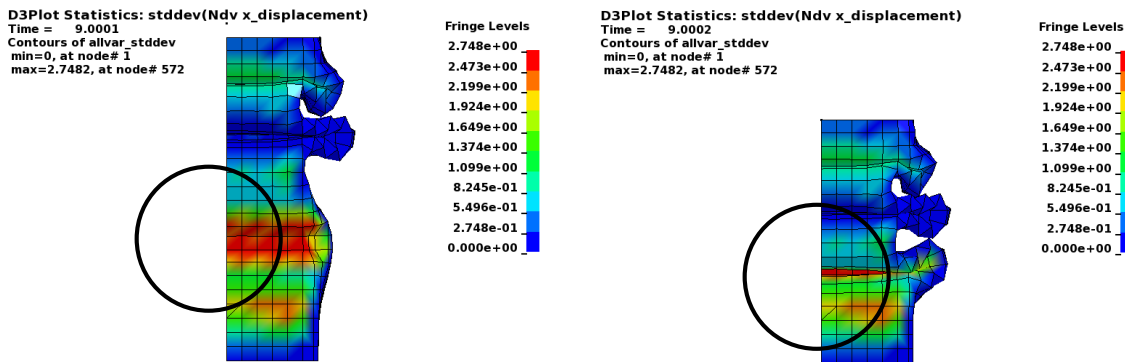 D3Plot Statistics: stddev(Ndv x_displacement)
Time =      9.0001
Contours of allvar_stddev
min=0, at node# 1
max=2.7482, at node# 572
Fringe Levels
2.748e+00
2.473e+00
2.199e+00
1.924e+00
1.649e+00
1.374e+00
1.099e+00
8.245e-01
5.496e-01
2.748e-01
0.000e+00
D3Plot Statistics: stddev(Ndv x_displacement)
Time =      9.0002
Contours of allvar_stddev
min=0, at node# 1
max=2.7482, at node# 572
Fringe Levels
2.748e+00
2.473e+00
2.199e+00
1.924e+00
1.649e+00
1.374e+00
1.099e+00
8.245e-01
5.496e-01
2.748e-01
0.000e+00